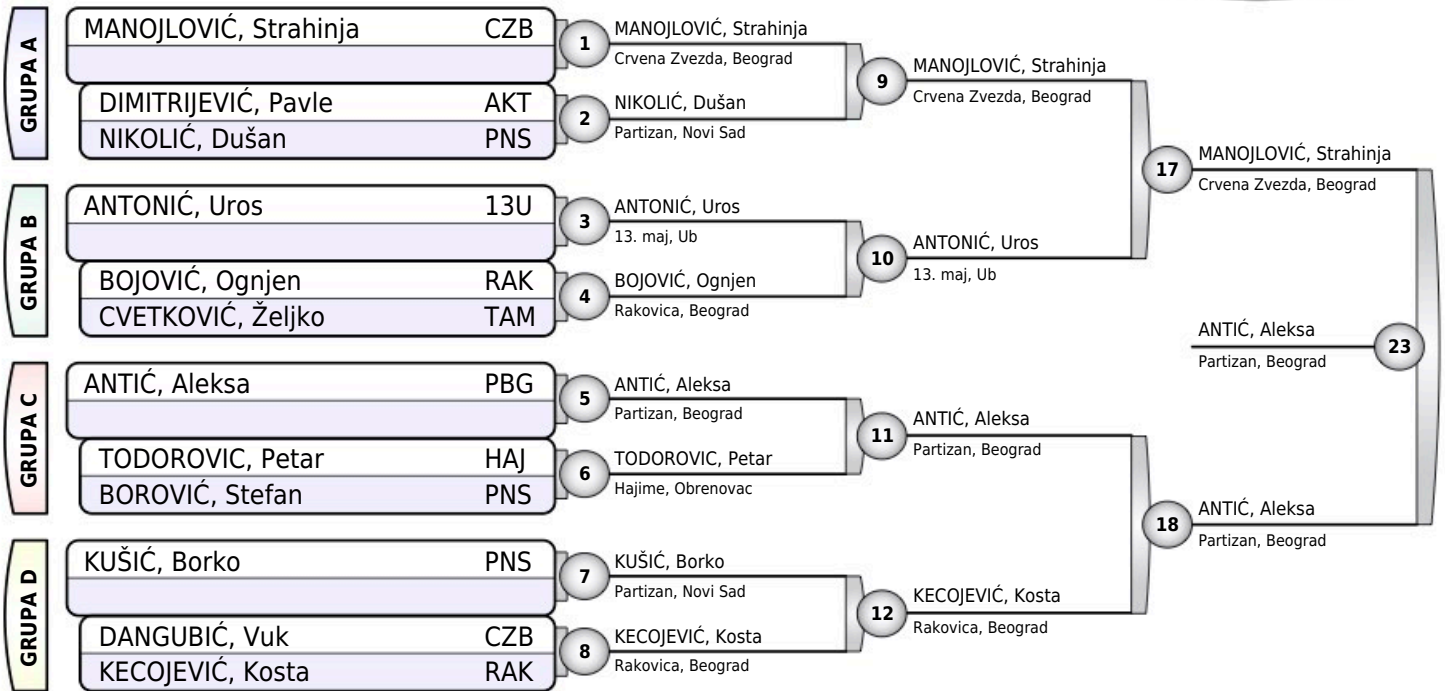 GRUPA A
MANOJLOVIĆ, Strahinja CZB
DIMITRIJEVIĆ, Pavle AKT
NIKOLIĆ, Dušan PNS
GRUPA B
ANTONIĆ, Uros 13U
BOJOVIĆ, Ognjen RAK
CVETKOVIĆ, Željko TAM
GRUPA C
ANTIĆ, Aleksa PBG
TODOROVIC, Petar HAJ
BOROVIĆ, Stefan PNS
GRUPA D
KUŠIĆ, Borko PNS
DANGUBIĆ, Vuk CZB
KECOJEVIĆ, Kosta RAK
1
MANOJLOVIĆ, Strahinja
Crvena Zvezda, Beograd
2
NIKOLIĆ, Dušan
Partizan, Novi Sad
3
ANTONIĆ, Uros
13. maj, Ub
4
BOJOVIĆ, Ognjen
Rakovica, Beograd
5
ANTIĆ, Aleksa
Partizan, Beograd
6
TODOROVIC, Petar
Hajime, Obrenovac
7
KUŠIĆ, Borko
Partizan, Novi Sad
8
KECOJEVIĆ, Kosta
Rakovica, Beograd
9
MANOJLOVIĆ, Strahinja
Crvena Zvezda, Beograd
10
ANTONIĆ, Uros
13. maj, Ub
11
ANTIĆ, Aleksa
Partizan, Beograd
12
KECOJEVIĆ, Kosta
Rakovica, Beograd
17
MANOJLOVIĆ, Strahinja
Crvena Zvezda, Beograd
18
ANTIĆ, Aleksa
Partizan, Beograd
ANTIĆ, Aleksa
Partizan, Beograd
23